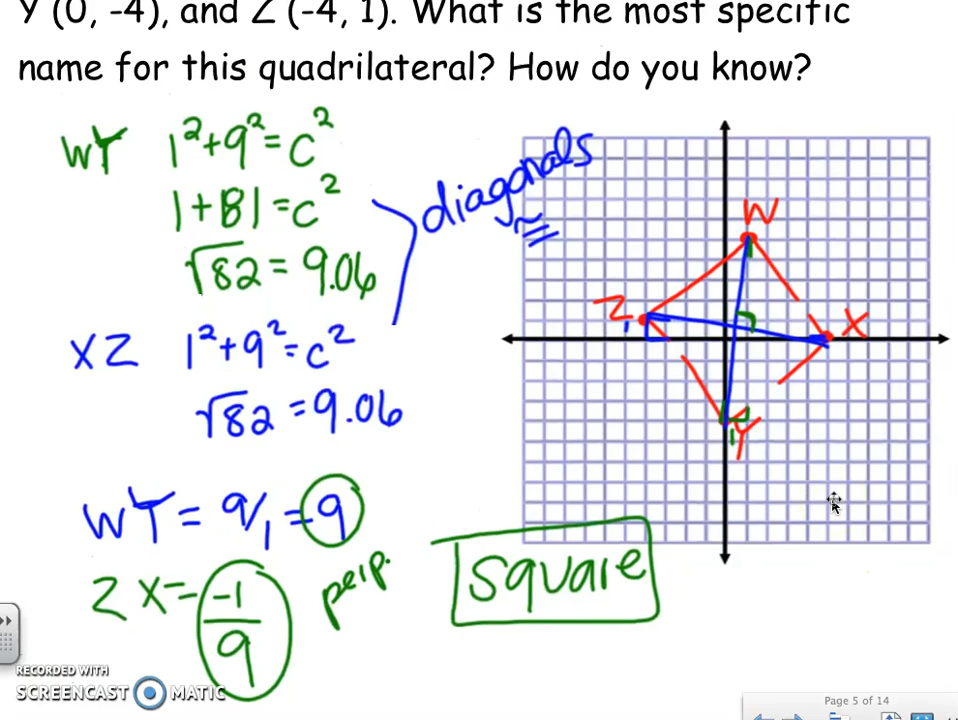 Y (0, -4), and Z (-4, 1). What is the most specific
name for this quadrilateral? How do you know?
WY 1² + 9² = c²
1 + 81 = c²
√82 = 9.06
diagonals
≅
XZ 1² + 9² = c²
√82 = 9.06
WY = 9/1 = 9
ZX = -1/9
perp.
square
W
Z
X
Y
1
1
RECORDED WITH
SCREENCAST MATIC
Page 5 of 14